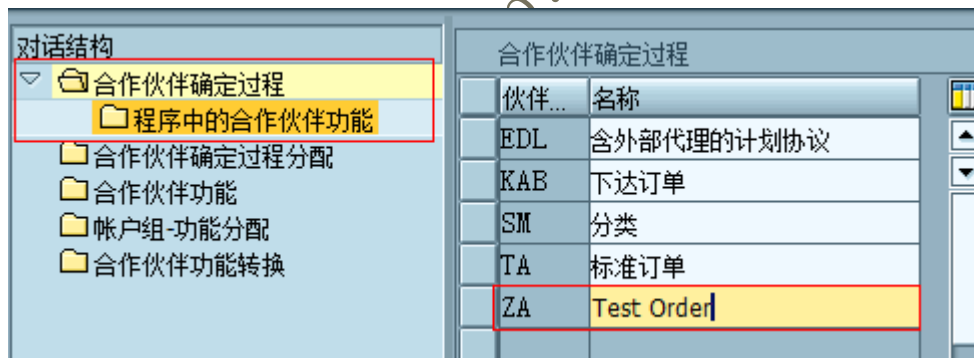 对话结构
合作伙伴确定过程
程序中的合作伙伴功能
合作伙伴确定过程分配
合作伙伴功能
帐户组-功能分配
合作伙伴功能转换
合作伙伴确定过程
伙伴... 名称
EDL 含外部代理的计划协议
KAB 下达订单
SM 分类
TA 标准订单
ZA Test Order